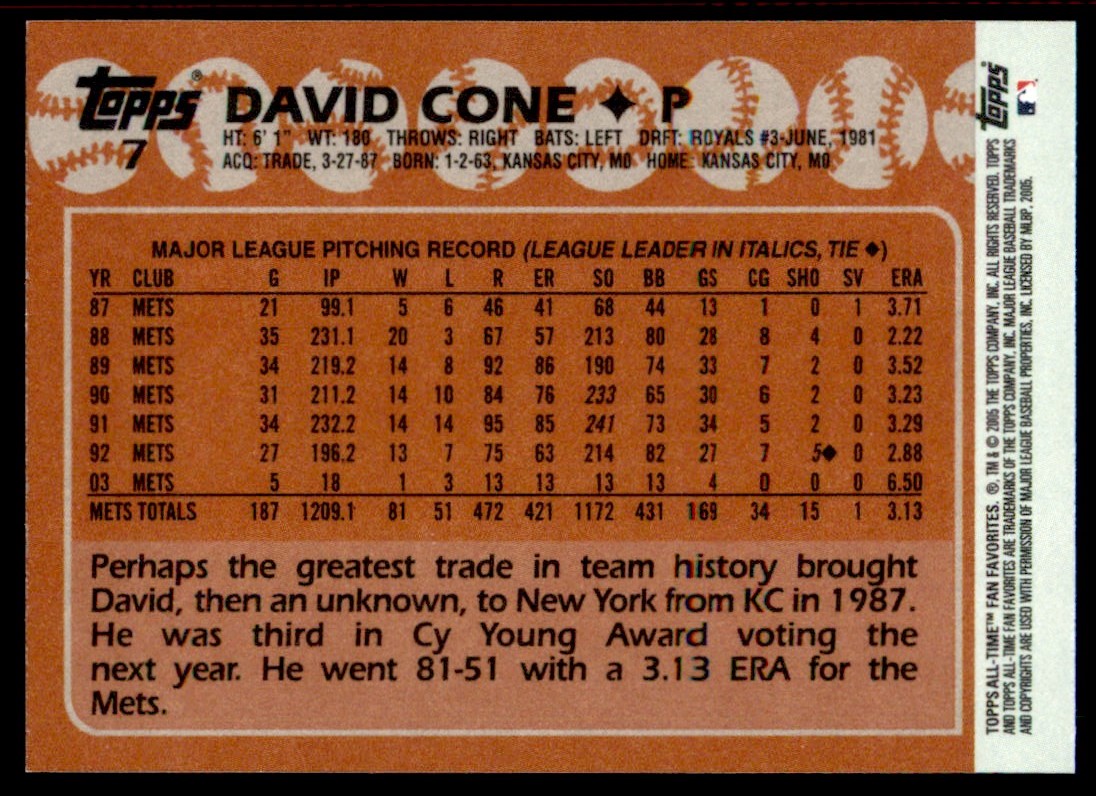 Topps®
7
DAVID CONE ✦ P
HT: 6' 1" WT: 180 THROWS: RIGHT BATS: LEFT DRFT: ROYALS #3-JUNE, 1981
ACQ: TRADE, 3-27-87 BORN: 1-2-63, KANSAS CITY, MO HOME: KANSAS CITY, MO
MAJOR LEAGUE PITCHING RECORD (LEAGUE LEADER IN ITALICS, TIE ◆)
YR CLUB G IP W L R ER SO BB GS CG SHO SV ERA
87 METS 21 99.1 5 6 46 41 68 44 13 1 0 1 3.71
88 METS 35 231.1 20 3 67 57 213 80 28 8 4 0 2.22
89 METS 34 219.2 14 8 92 86 190 74 33 7 2 0 3.52
90 METS 31 211.2 14 10 84 76 233 65 30 6 2 0 3.23
91 METS 34 232.2 14 14 95 85 241 73 34 5 2 0 3.29
92 METS 27 196.2 13 7 75 63 214 82 27 7 5◆ 0 2.88
03 METS 5 18 1 3 13 13 13 13 4 0 0 0 6.50
METS TOTALS 187 1209.1 81 51 472 421 1172 431 169 34 15 1 3.13
Perhaps the greatest trade in team history brought
David, then an unknown, to New York from KC in 1987.
He was third in Cy Young Award voting the
next year. He went 81-51 with a 3.13 ERA for the
Mets.
Topps
TOPPS ALL-TIME™ FAN FAVORITES. ®, TM & © 2005 THE TOPPS COMPANY, INC. ALL RIGHTS RESERVED. TOPPS
AND TOPPS ALL-TIME FAN FAVORITES ARE TRADEMARKS OF THE TOPPS COMPANY, INC. MAJOR LEAGUE BASEBALL TRADEMARKS
AND COPYRIGHTS ARE USED WITH PERMISSION OF MAJOR LEAGUE BASEBALL PROPERTIES, INC. LICENSED BY MLBP, 2005.